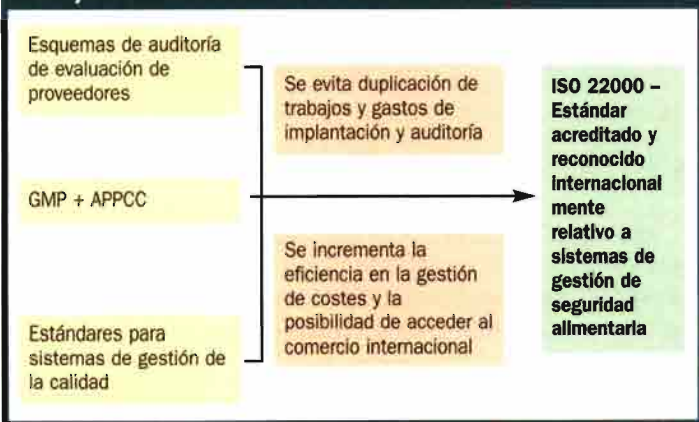 Esquemas de auditoría
de evaluación de
proveedores
Se evita duplicación de
trabajos y gastos de
implantación y auditoría
GMP + APPCC
Se incrementa la
eficiencia en la gestión
de costes y la
posibilidad de acceder al
comercio internacional
Estándares para
sistemas de gestión de
la calidad
ISO 22000 –
Estándar
acreditado y
reconocido
internacional
mente
relativo a
sistemas de
gestión de
seguridad
alimentaria